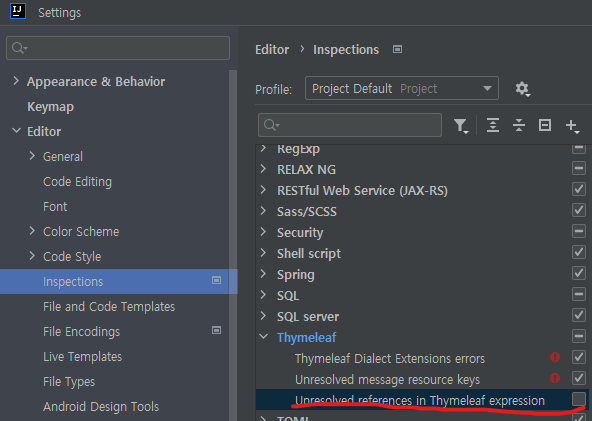 IJ
Settings
Appearance & Behavior
Keymap
Editor
General
Code Editing
Font
Color Scheme
Code Style
Inspections
File and Code Templates
File Encodings
Live Templates
File Types
Android Design Tools
Editor › Inspections
Profile: Project Default Project
RegExp
RELAX NG
RESTful Web Service (JAX-RS)
Sass/SCSS
Security
Shell script
Spring
SQL
SQL server
Thymeleaf
Thymeleaf Dialect Extensions errors
Unresolved message resource keys
Unresolved references in Thymeleaf expression
TOML